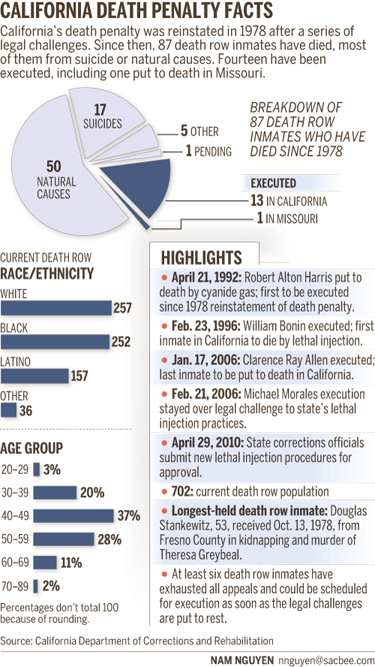 CALIFORNIA DEATH PENALTY FACTS
California's death penalty was reinstated in 1978 after a series of
legal challenges. Since then, 87 death row inmates have died, most
of them from suicide or natural causes. Fourteen have been
executed, including one put to death in Missouri.
17
SUICIDES
5 OTHER
1 PENDING
50
NATURAL
CAUSES
BREAKDOWN OF
87 DEATH ROW
INMATES WHO HAVE
DIED SINCE 1978
EXECUTED
13 IN CALIFORNIA
1 IN MISSOURI
CURRENT DEATH ROW
RACE/ETHNICITY
WHITE
257
BLACK
252
LATINO
157
OTHER
36
AGE GROUP
20–29 3%
30–39 20%
40–49 37%
50–59 28%
60–69 11%
70–89 2%
Percentages don't total 100
because of rounding.
HIGHLIGHTS
• April 21, 1992: Robert Alton Harris put to
death by cyanide gas; first to be executed
since 1978 reinstatement of death penalty.
• Feb. 23, 1996: William Bonin executed; first
inmate in California to die by lethal injection.
• Jan. 17, 2006: Clarence Ray Allen executed;
last inmate to be put to death in California.
• Feb. 21, 2006: Michael Morales execution
stayed over legal challenge to state's lethal
injection practices.
• April 29, 2010: State corrections officials
submit new lethal injection procedures for
approval.
• 702: current death row population
• Longest-held death row inmate: Douglas
Stankewitz, 53, received Oct. 13, 1978, from
Fresno County in kidnapping and murder of
Theresa Greybeal.
• At least six death row inmates have
exhausted all appeals and could be scheduled
for execution as soon as the legal challenges
are put to rest.
Source: California Department of Corrections and Rehabilitation
NAM NGUYEN nnguyen@sacbee.com